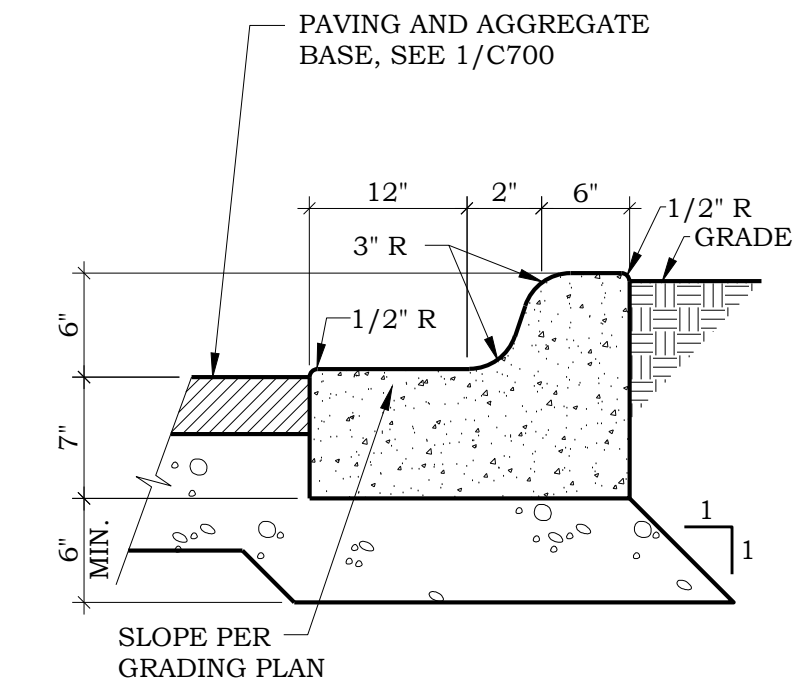 PAVING AND AGGREGATE
BASE, SEE 1/C700
12"
2"
6"
1/2" R
GRADE
3" R
1/2" R
6"
7"
6"
MIN.
1
1
SLOPE PER
GRADING PLAN